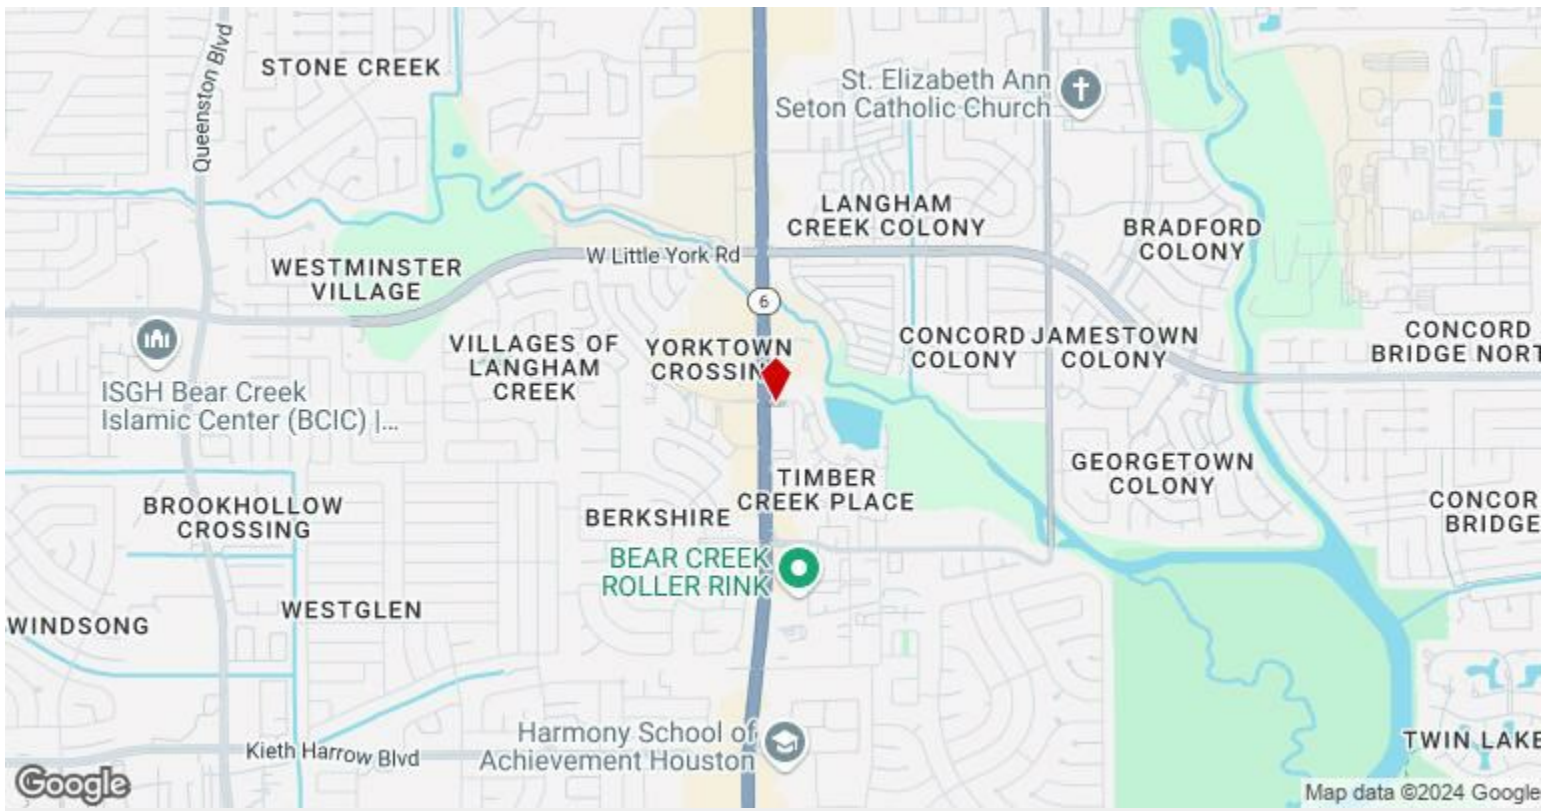 STONE CREEK
Queenston Blvd
St. Elizabeth Ann
Seton Catholic Church
LANGHAM
CREEK COLONY
BRADFORD
COLONY
W Little York Rd
WESTMINSTER
VILLAGE
6
VILLAGES OF
LANGHAM
CREEK
YORKTOWN
CROSSIN
CONCORD
COLONY
JAMESTOWN
COLONY
CONCORD
BRIDGE NORT
ISGH Bear Creek
Islamic Center (BCIC) |...
GEORGETOWN
COLONY
TIMBER
CREEK PLACE
BROOKHOLLOW
CROSSING
BERKSHIRE
CONCOR
BRIDGE
BEAR CREEK
ROLLER RINK
WESTGLEN
WINDSONG
Harmony School of
Achievement Houston
Kieth Harrow Blvd
TWIN LAKE
Google
Map data ©2024 Google